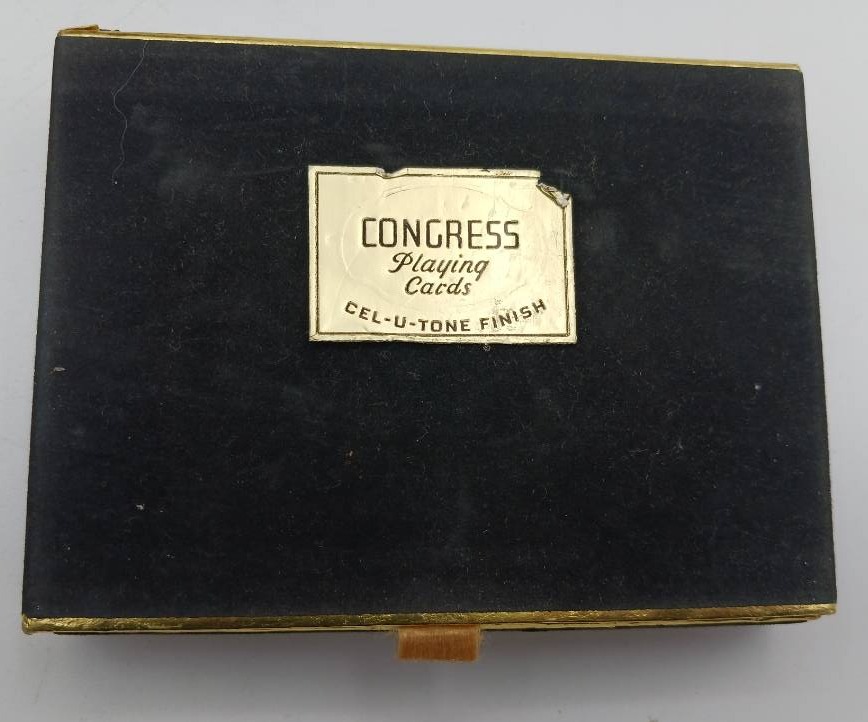 CONGRESS
Playing
Cards
CEL-U-TONE FINISH